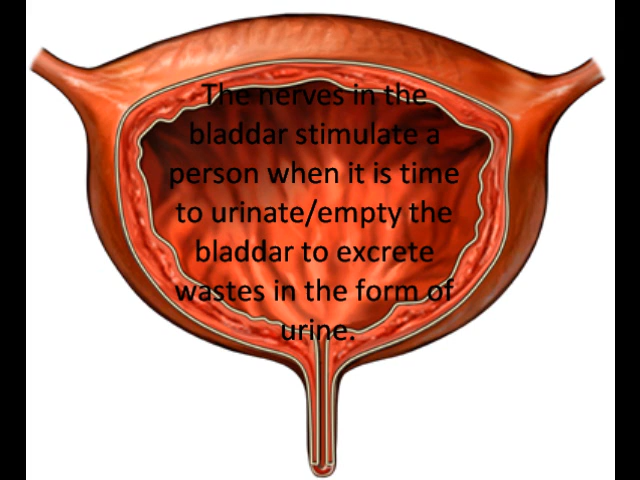 The nerves in the
bladdar stimulate a
person when it is time
to urinate/empty the
bladdar to excrete
wastes in the form of
urine.